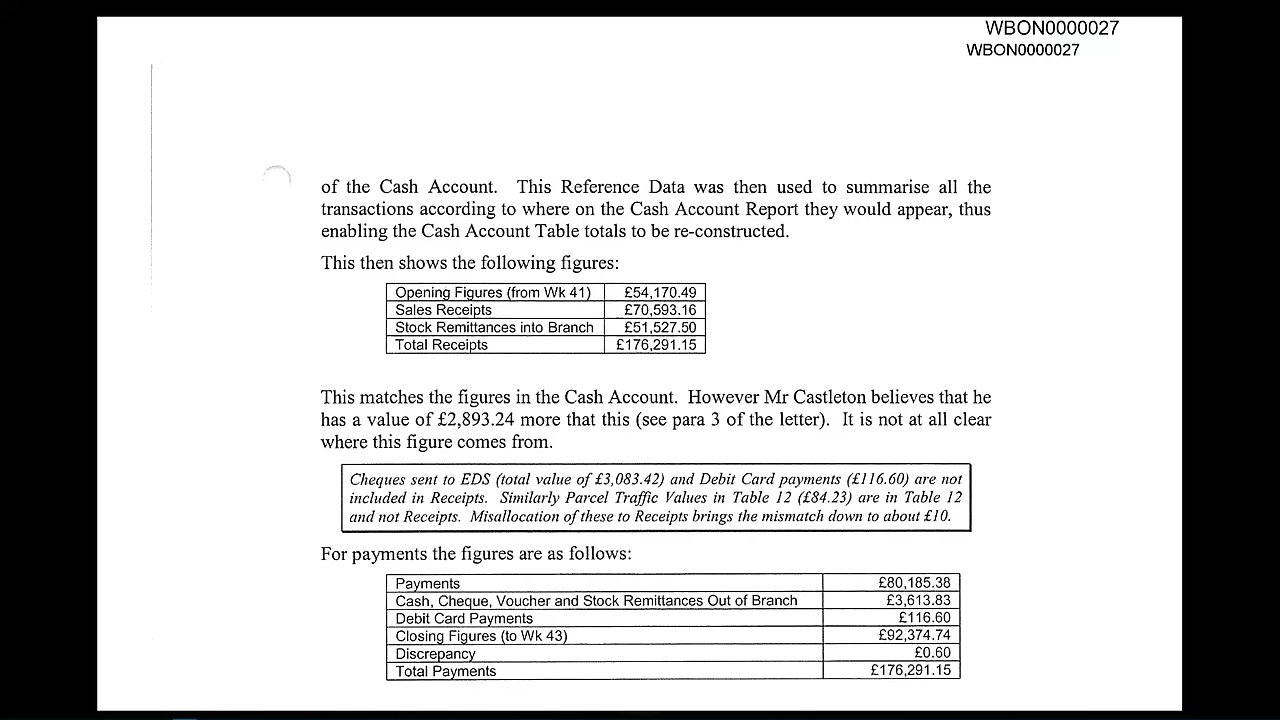 WBON0000027
WBON0000027
of the Cash Account. This Reference Data was then used to summarise all the
transactions according to where on the Cash Account Report they would appear, thus
enabling the Cash Account Table totals to be re-constructed.
This then shows the following figures:
Opening Figures (from Wk 41) £54,170.49
Sales Receipts £70,593.16
Stock Remittances into Branch £51,527.50
Total Receipts £176,291.15
This matches the figures in the Cash Account. However Mr Castleton believes that he
has a value of £2,893.24 more that this (see para 3 of the letter). It is not at all clear
where this figure comes from.
Cheques sent to EDS (total value of £3,083.42) and Debit Card payments (£116.60) are not
included in Receipts. Similarly Parcel Traffic Values in Table 12 (£84.23) are in Table 12
and not Receipts. Misallocation of these to Receipts brings the mismatch down to about £10.
For payments the figures are as follows:
Payments £80,185.38
Cash, Cheque, Voucher and Stock Remittances Out of Branch £3,613.83
Debit Card Payments £116.60
Closing Figures (to Wk 43) £92,374.74
Discrepancy £0.60
Total Payments £176,291.15